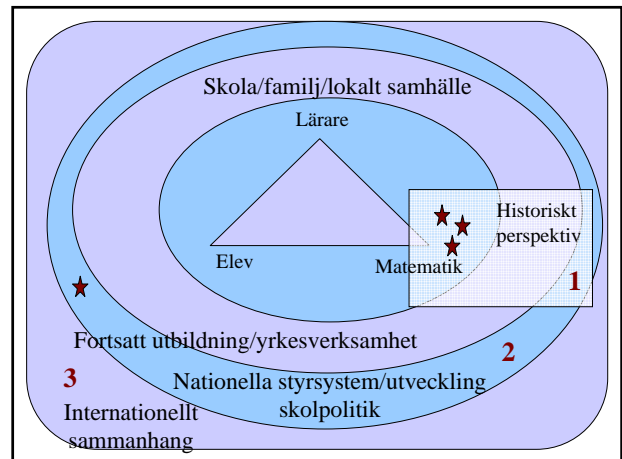 Skola/familj/lokalt samhälle
Lärare
Historiskt
perspektiv
Elev
Matematik
1
Fortsatt utbildning/yrkesverksamhet
2
3
Nationella styrsystem/utveckling
skolpolitik
Internationellt
sammanhang